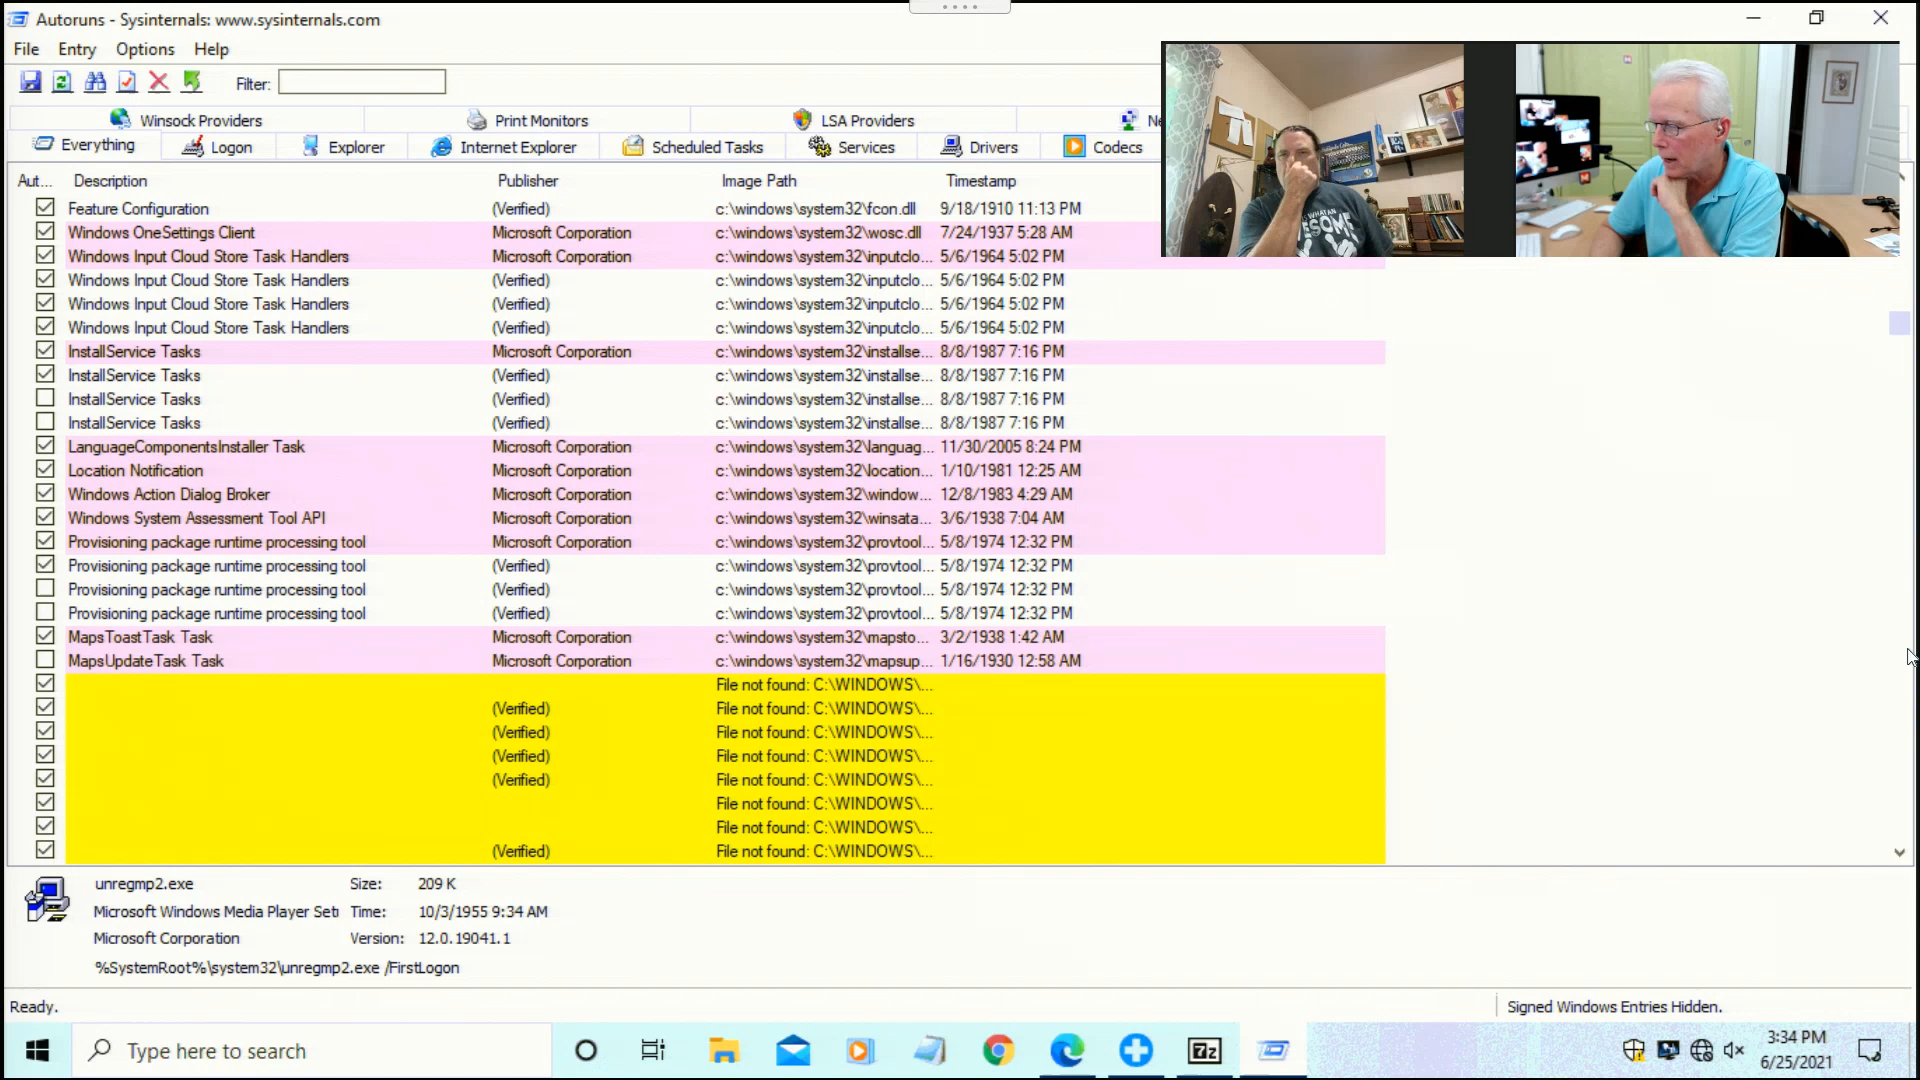 Autoruns - Sysinternals: www.sysinternals.com
File Entry Options Help
Filter:
Winsock Providers Print Monitors LSA Providers Ne
Everything Logon Explorer Internet Explorer Scheduled Tasks Services Drivers Codecs
Aut... Description Publisher Image Path Timestamp
Feature Configuration (Verified) c:\windows\system32\fcon.dll 9/18/1910 11:13 PM
Windows OneSettings Client Microsoft Corporation c:\windows\system32\wosc.dll 7/24/1937 5:28 AM
Windows Input Cloud Store Task Handlers Microsoft Corporation c:\windows\system32\inputclo... 5/6/1964 5:02 PM
Windows Input Cloud Store Task Handlers (Verified) c:\windows\system32\inputclo... 5/6/1964 5:02 PM
Windows Input Cloud Store Task Handlers (Verified) c:\windows\system32\inputclo... 5/6/1964 5:02 PM
Windows Input Cloud Store Task Handlers (Verified) c:\windows\system32\inputclo... 5/6/1964 5:02 PM
InstallService Tasks Microsoft Corporation c:\windows\system32\installse... 8/8/1987 7:16 PM
InstallService Tasks (Verified) c:\windows\system32\installse... 8/8/1987 7:16 PM
InstallService Tasks (Verified) c:\windows\system32\installse... 8/8/1987 7:16 PM
InstallService Tasks (Verified) c:\windows\system32\installse... 8/8/1987 7:16 PM
LanguageComponentsInstaller Task Microsoft Corporation c:\windows\system32\languag... 11/30/2005 8:24 PM
Location Notification Microsoft Corporation c:\windows\system32\location... 1/10/1981 12:25 AM
Windows Action Dialog Broker Microsoft Corporation c:\windows\system32\window... 12/8/1983 4:29 AM
Windows System Assessment Tool API Microsoft Corporation c:\windows\system32\winsata... 3/6/1938 7:04 AM
Provisioning package runtime processing tool Microsoft Corporation c:\windows\system32\provtool... 5/8/1974 12:32 PM
Provisioning package runtime processing tool (Verified) c:\windows\system32\provtool... 5/8/1974 12:32 PM
Provisioning package runtime processing tool (Verified) c:\windows\system32\provtool... 5/8/1974 12:32 PM
Provisioning package runtime processing tool (Verified) c:\windows\system32\provtool... 5/8/1974 12:32 PM
MapsToastTask Task Microsoft Corporation c:\windows\system32\mapsto... 3/2/1938 1:42 AM
MapsUpdateTask Task Microsoft Corporation c:\windows\system32\mapsup... 1/16/1930 12:58 AM
File not found: C:\WINDOWS\...
(Verified) File not found: C:\WINDOWS\...
(Verified) File not found: C:\WINDOWS\...
(Verified) File not found: C:\WINDOWS\...
(Verified) File not found: C:\WINDOWS\...
File not found: C:\WINDOWS\...
File not found: C:\WINDOWS\...
(Verified) File not found: C:\WINDOWS\...
unregmp2.exe Size: 209 K
Microsoft Windows Media Player Setu Time: 10/3/1955 9:34 AM
Microsoft Corporation Version: 12.0.19041.1
%SystemRoot%\system32\unregmp2.exe /FirstLogon
Ready. Signed Windows Entries Hidden.
Type here to search
7z
3:34 PM
6/25/2021
WHAT AN
ESOME